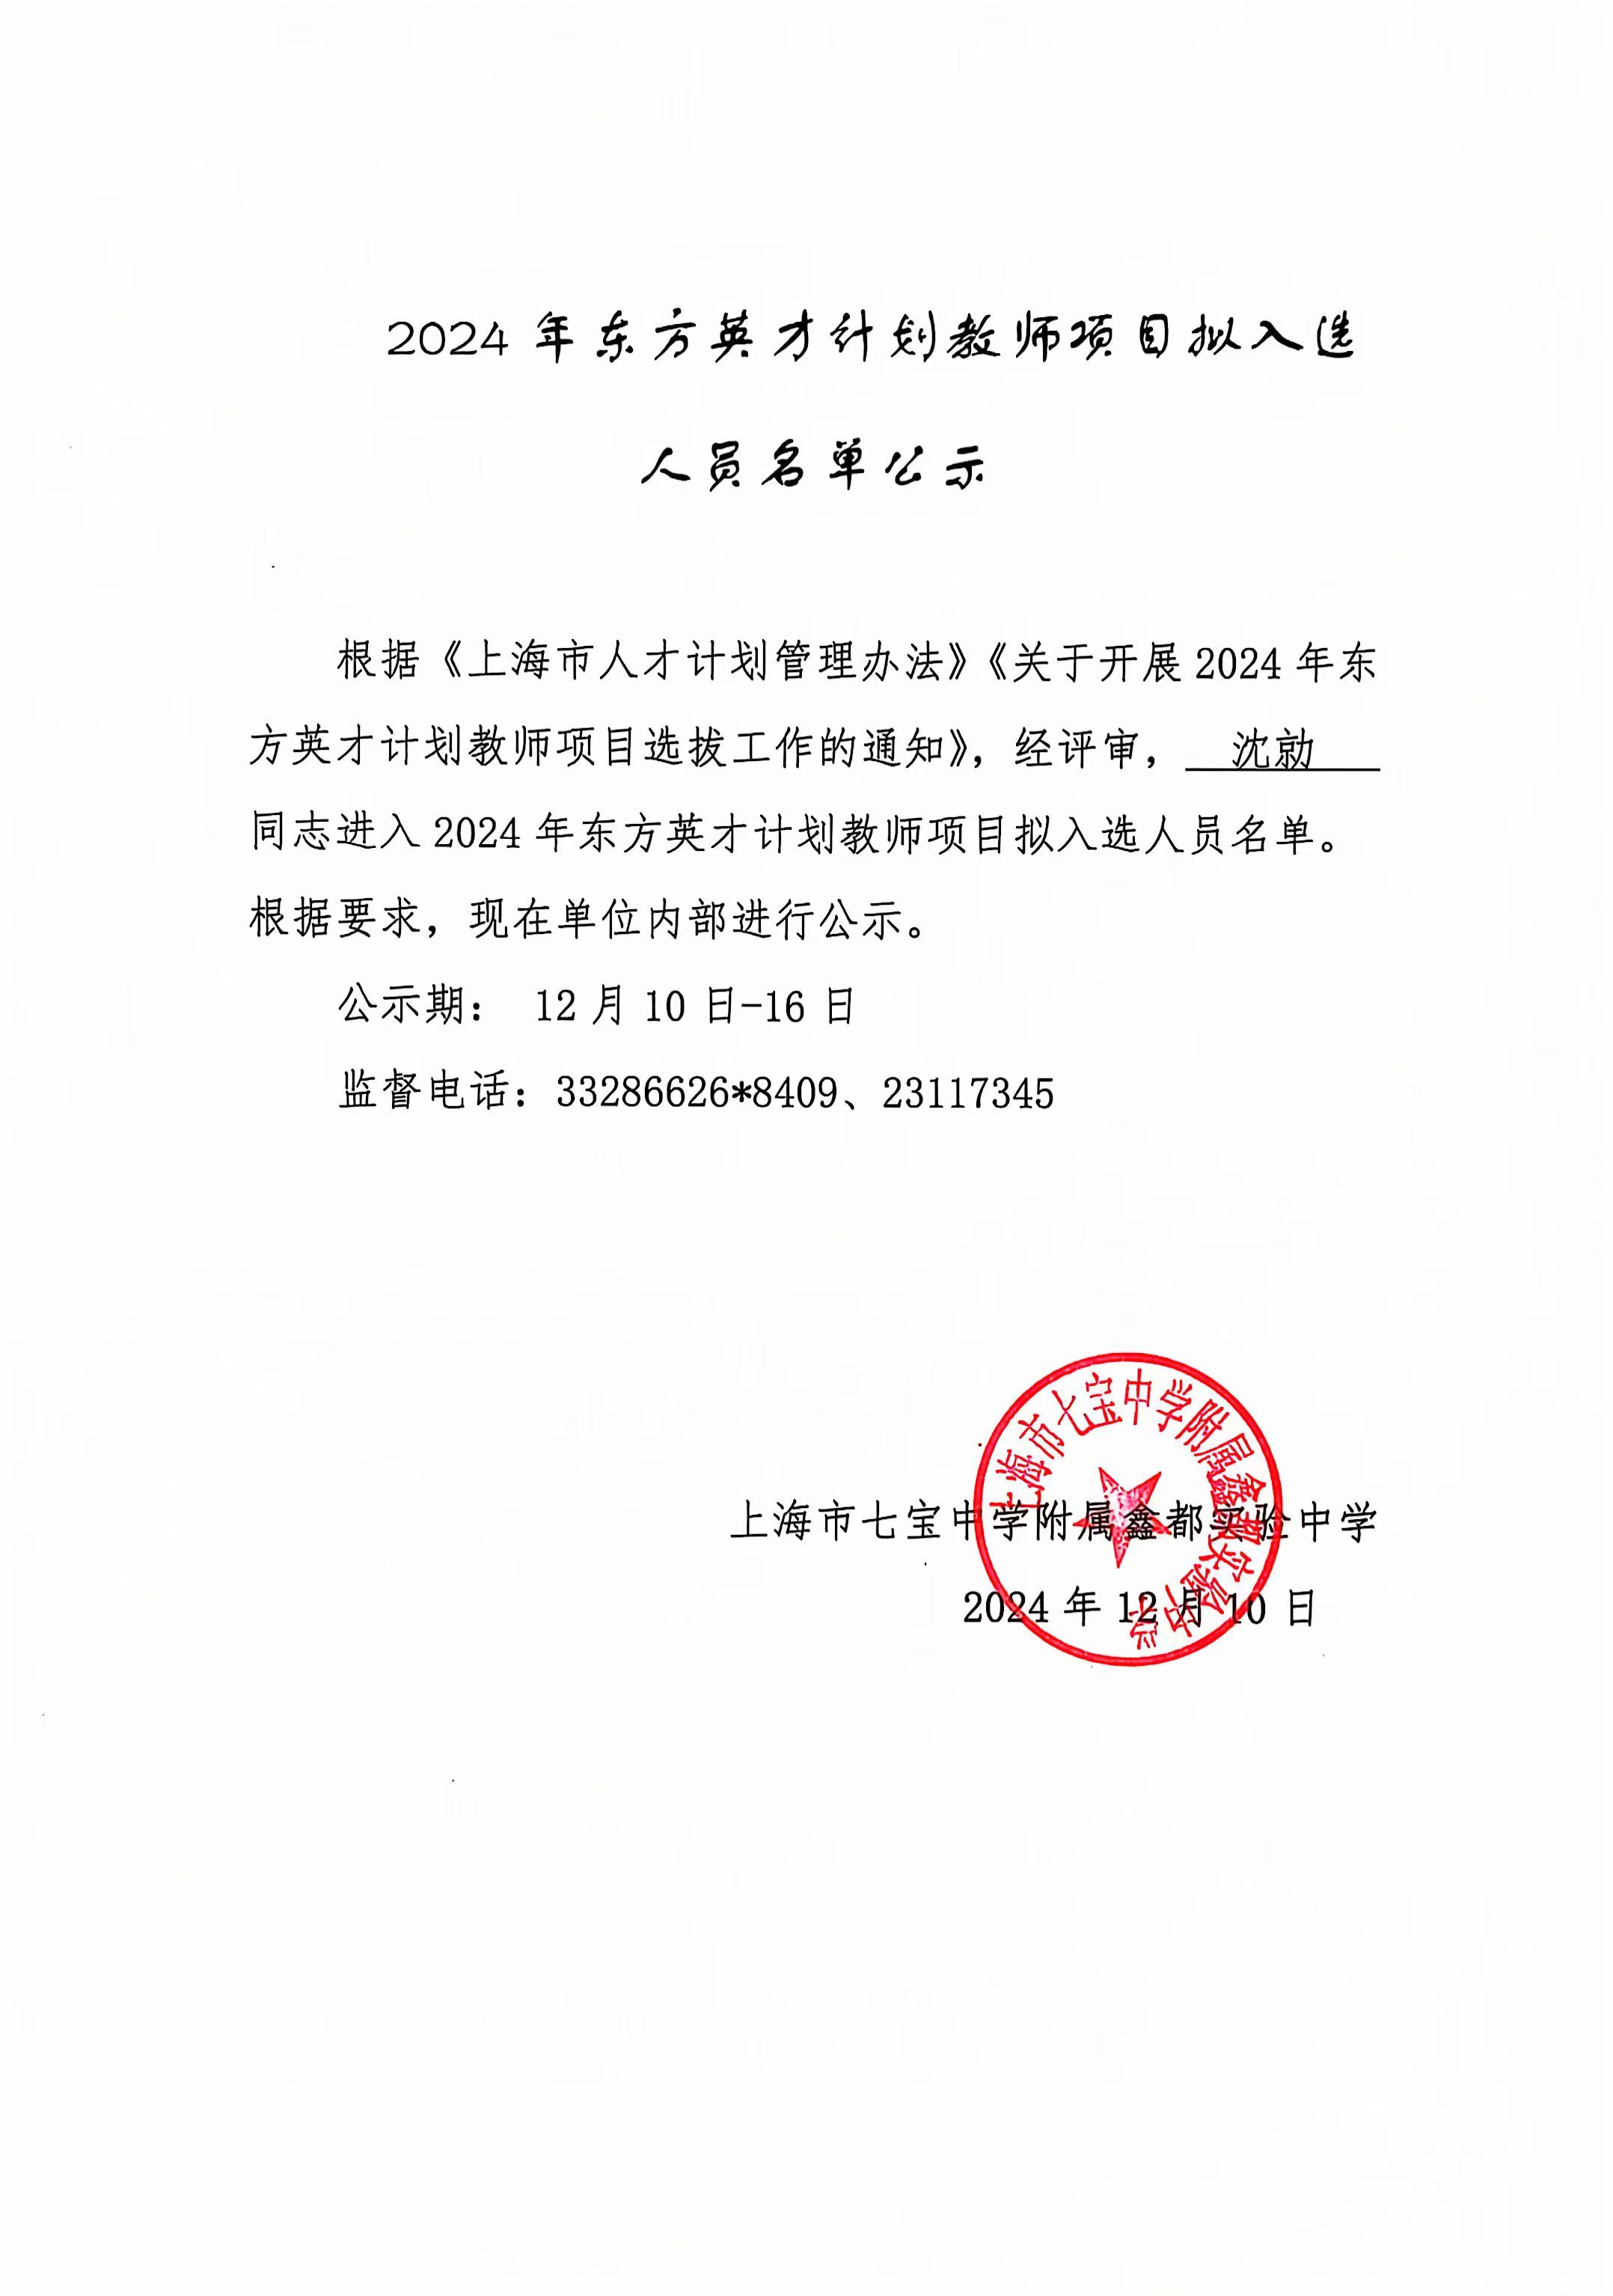 2024 年东方英才计划教师项目拟入选
人员名单公示
根据《上海市人才计划管理办法》《关于开展 2024 年东
方英才计划教师项目选拔工作的通知》，经评审， 沈勍
同志进入 2024 年东方英才计划教师项目拟入选人员名单。
根据要求，现在单位内部进行公示。
公示期： 12 月 10 日-16 日
监督电话：33286626*8409、23117345
上海市七宝中学附属鑫都实验中学
上海市七宝中学附属鑫都实验中学
2024 年 12 月 10 日